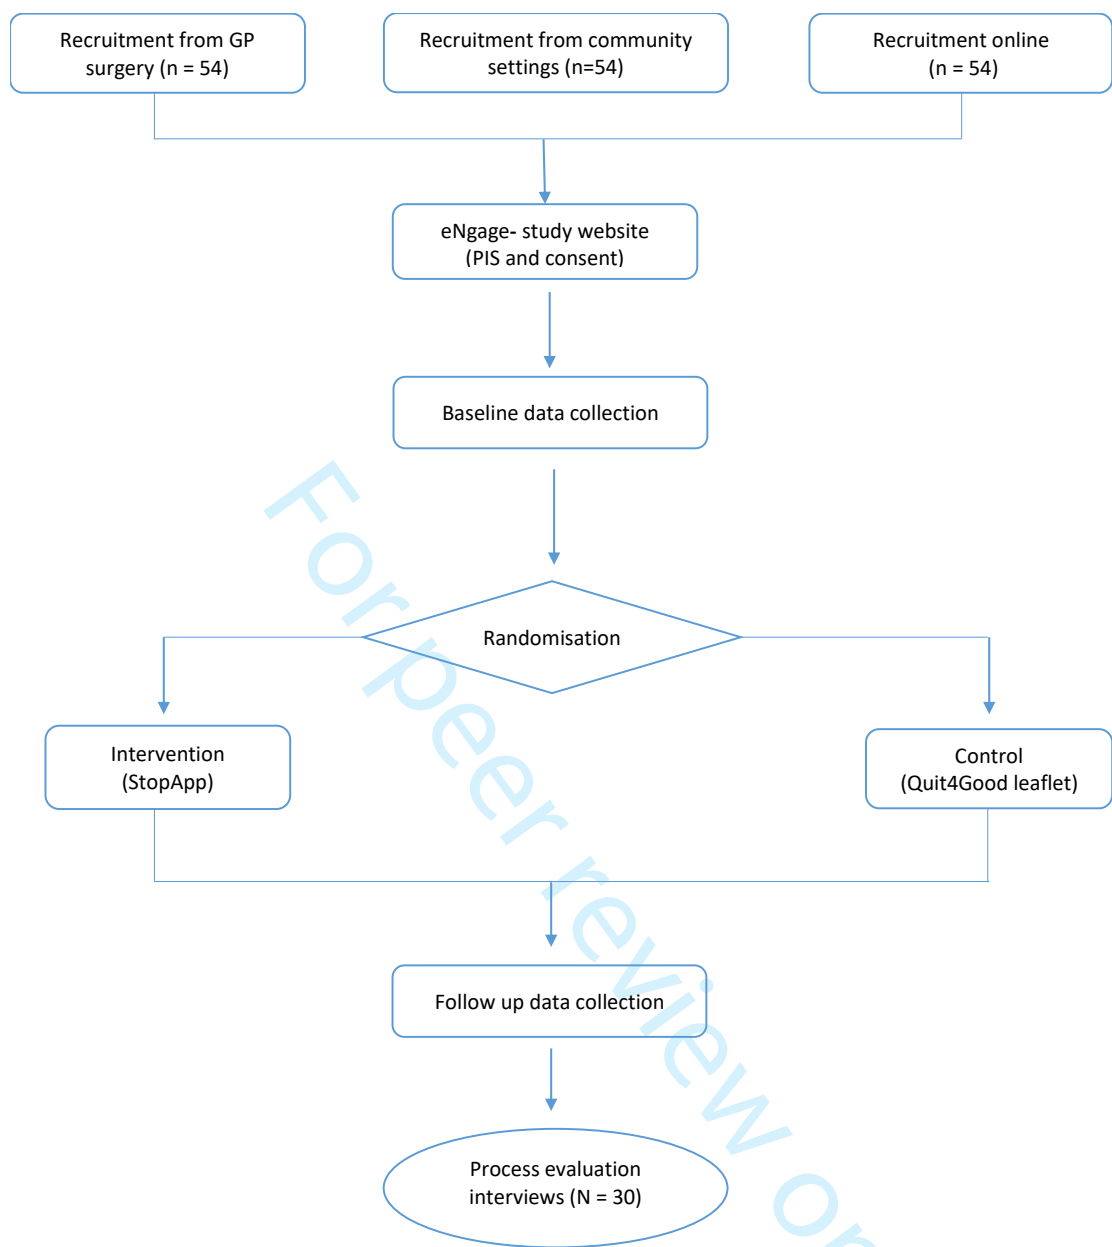 Recruitment from GP
surgery (n = 54)
Recruitment from community
settings (n=54)
Recruitment online
(n = 54)
eNgage- study website
(PIS and consent)
Baseline data collection
Randomisation
Intervention
(StopApp)
Control
(Quit4Good leaflet)
Follow up data collection
Process evaluation
interviews (N = 30)
For peer review on